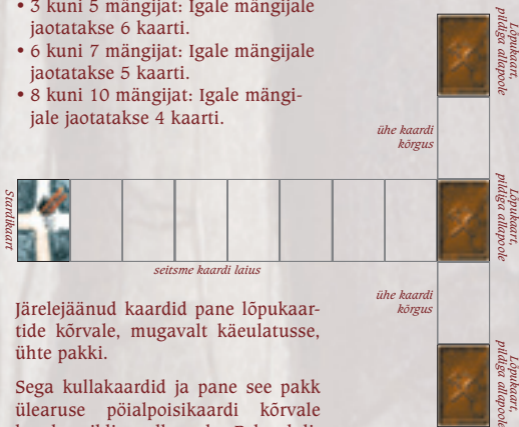 • 3 kuni 5 mängijat: Igale mängijale
jaotatakse 6 kaarti.
• 6 kuni 7 mängijat: Igale mängijale
jaotatakse 5 kaarti.
• 8 kuni 10 mängijat: Igale mängi-
jale jaotatakse 4 kaarti.
Lõpukaart,
pildiga allapoole
ühe kaardi
kõrgus
Stardikaart
Lõpukaart,
pildiga allapoole
seitsme kaardi laius
ühe kaardi
kõrgus
Lõpukaart,
pildiga allapoole
Järelejäänud kaardid pane lõpukaar-
tide kõrvale, mugavalt käeulatusse,
ühte pakki.
Sega kullakaardid ja pane see pakk
ülearuse pöialpoisikaardi kõrvale